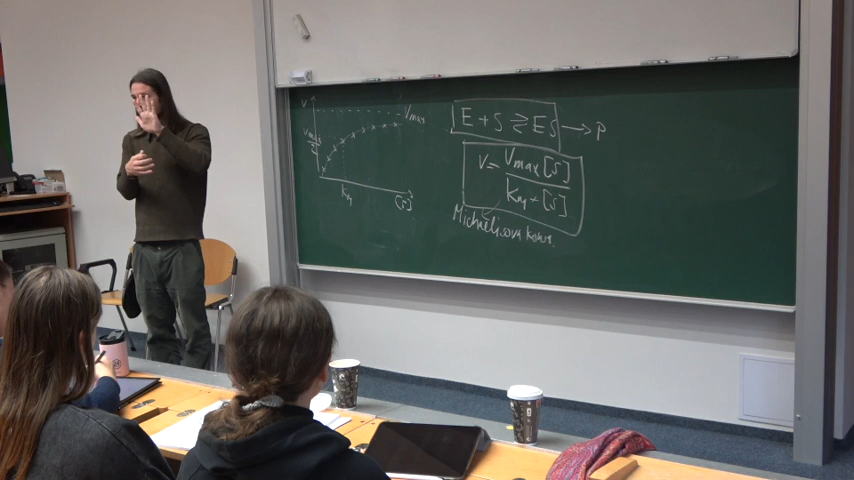 V
Vmax
Vmax/2
KM
[S]
E + S ⇄ ES → P
V = Vmax [S] / KM + [S]
Michaelisova konst.